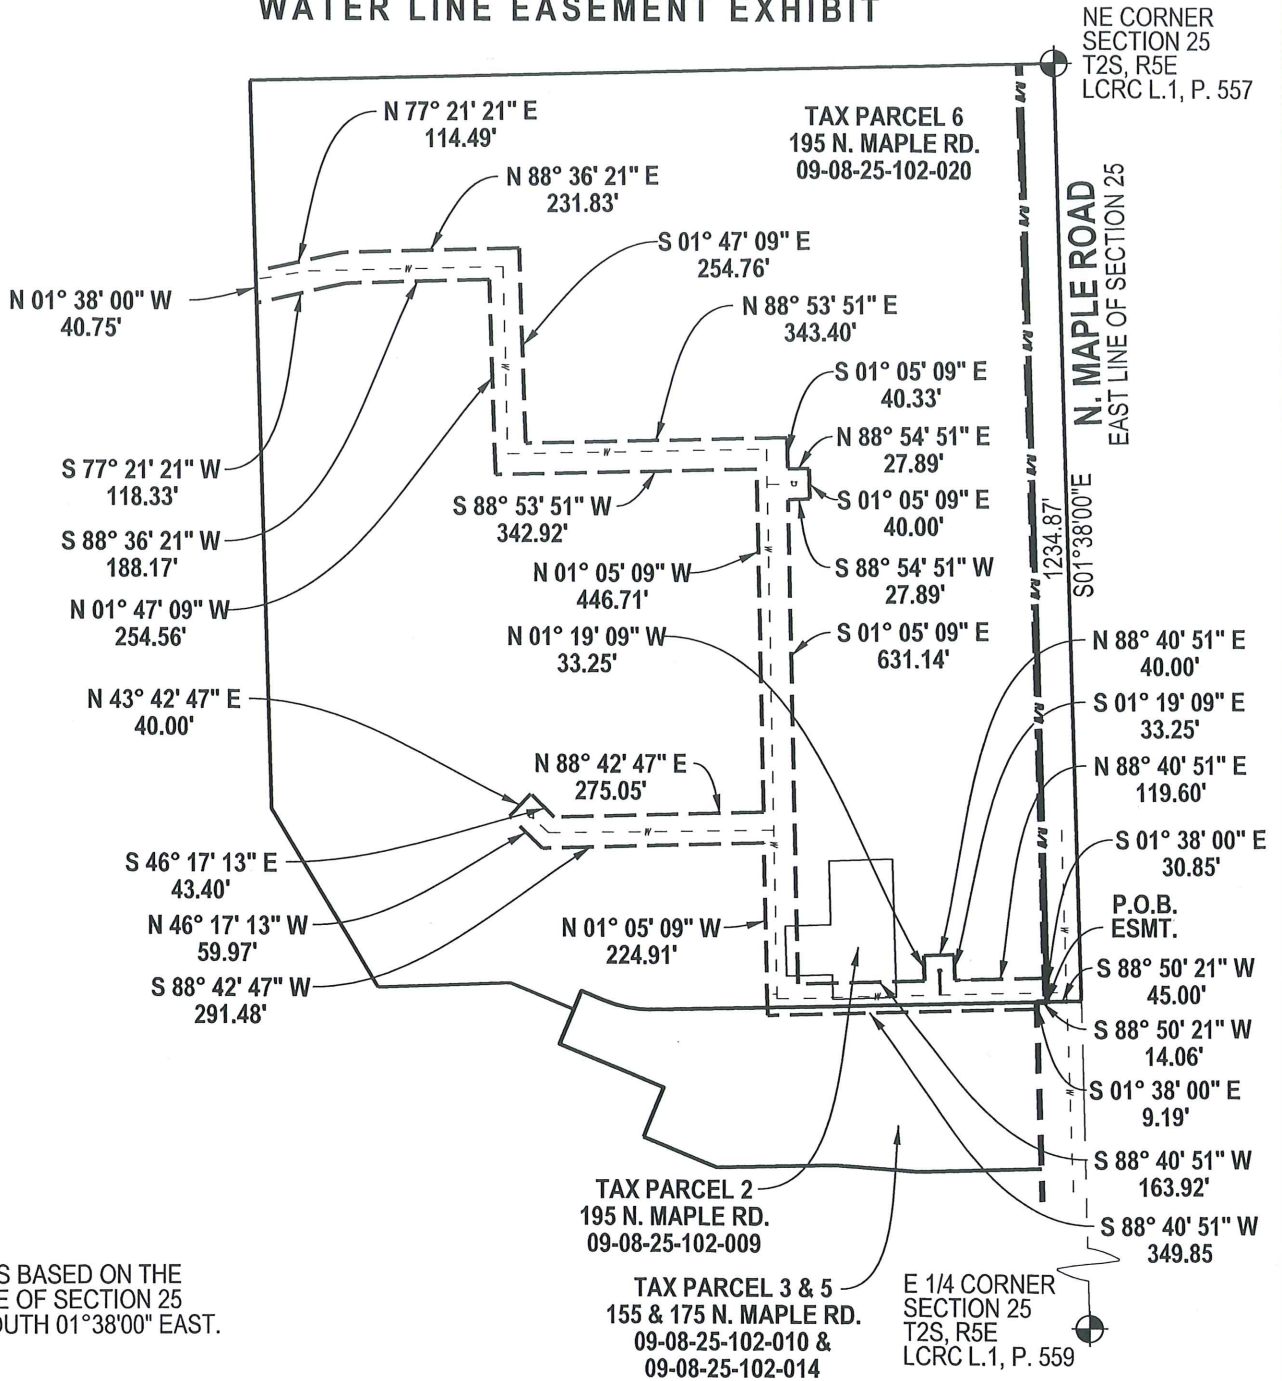 WATER LINE EASEMENT EXHIBIT
NE CORNER
SECTION 25
T2S, R5E
LCRC L.1, P. 557
N 77° 21' 21" E
114.49'
TAX PARCEL 6
195 N. MAPLE RD.
09-08-25-102-020
N 88° 36' 21" E
231.83'
N. MAPLE ROAD
EAST LINE OF SECTION 25
S 01° 47' 09" E
254.76'
N 01° 38' 00" W
40.75'
N 88° 53' 51" E
343.40'
S 01° 05' 09" E
40.33'
N 88° 54' 51" E
27.89'
S 77° 21' 21" W
118.33'
S 88° 53' 51" W
342.92'
S 01° 05' 09" E
40.00'
1234.87'
S01°38'00"E
S 88° 36' 21" W
188.17'
N 01° 05' 09" W
446.71'
S 88° 54' 51" W
27.89'
N 01° 47' 09" W
254.56'
N 01° 19' 09" W
33.25'
S 01° 05' 09" E
631.14'
N 88° 40' 51" E
40.00'
N 43° 42' 47" E
40.00'
S 01° 19' 09" E
33.25'
N 88° 42' 47" E
275.05'
N 88° 40' 51" E
119.60'
S 46° 17' 13" E
43.40'
S 01° 38' 00" E
30.85'
N 46° 17' 13" W
59.97'
N 01° 05' 09" W
224.91'
P.O.B.
ESMT.
S 88° 42' 47" W
291.48'
S 88° 50' 21" W
45.00'
S 88° 50' 21" W
14.06'
S 01° 38' 00" E
9.19'
S 88° 40' 51" W
163.92'
TAX PARCEL 2
195 N. MAPLE RD.
09-08-25-102-009
S 88° 40' 51" W
349.85
S BASED ON THE
E OF SECTION 25
OUTH 01°38'00" EAST.
TAX PARCEL 3 & 5
155 & 175 N. MAPLE RD.
09-08-25-102-010 &
09-08-25-102-014
E 1/4 CORNER
SECTION 25
T2S, R5E
LCRC L.1, P. 559